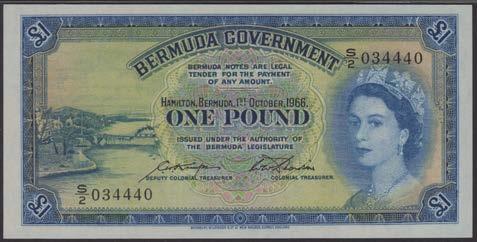 £1
£1
BERMUDA GOVERNMENT
S/2 034440
BERMUDA NOTES ARE LEGAL
TENDER FOR THE PAYMENT
OF ANY AMOUNT.
HAMILTON, BERMUDA, 1ST OCTOBER, 1966.
ONE POUND
ISSUED UNDER THE AUTHORITY OF
THE BERMUDA LEGISLATURE
S/2 034440
DEPUTY COLONIAL TREASURER. COLONIAL TREASURER.
£1
£1